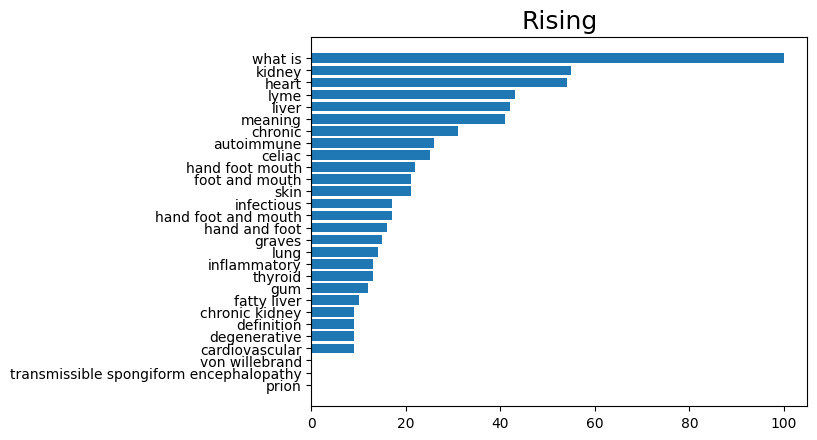 Rising
what is
kidney
heart
lyme
liver
meaning
chronic
autoimmune
celiac
hand foot mouth
foot and mouth
skin
infectious
hand foot and mouth
hand and foot
graves
lung
inflammatory
thyroid
gum
fatty liver
chronic kidney
definition
degenerative
cardiovascular
von willebrand
transmissible spongiform encephalopathy
prion
0 20 40 60 80 100